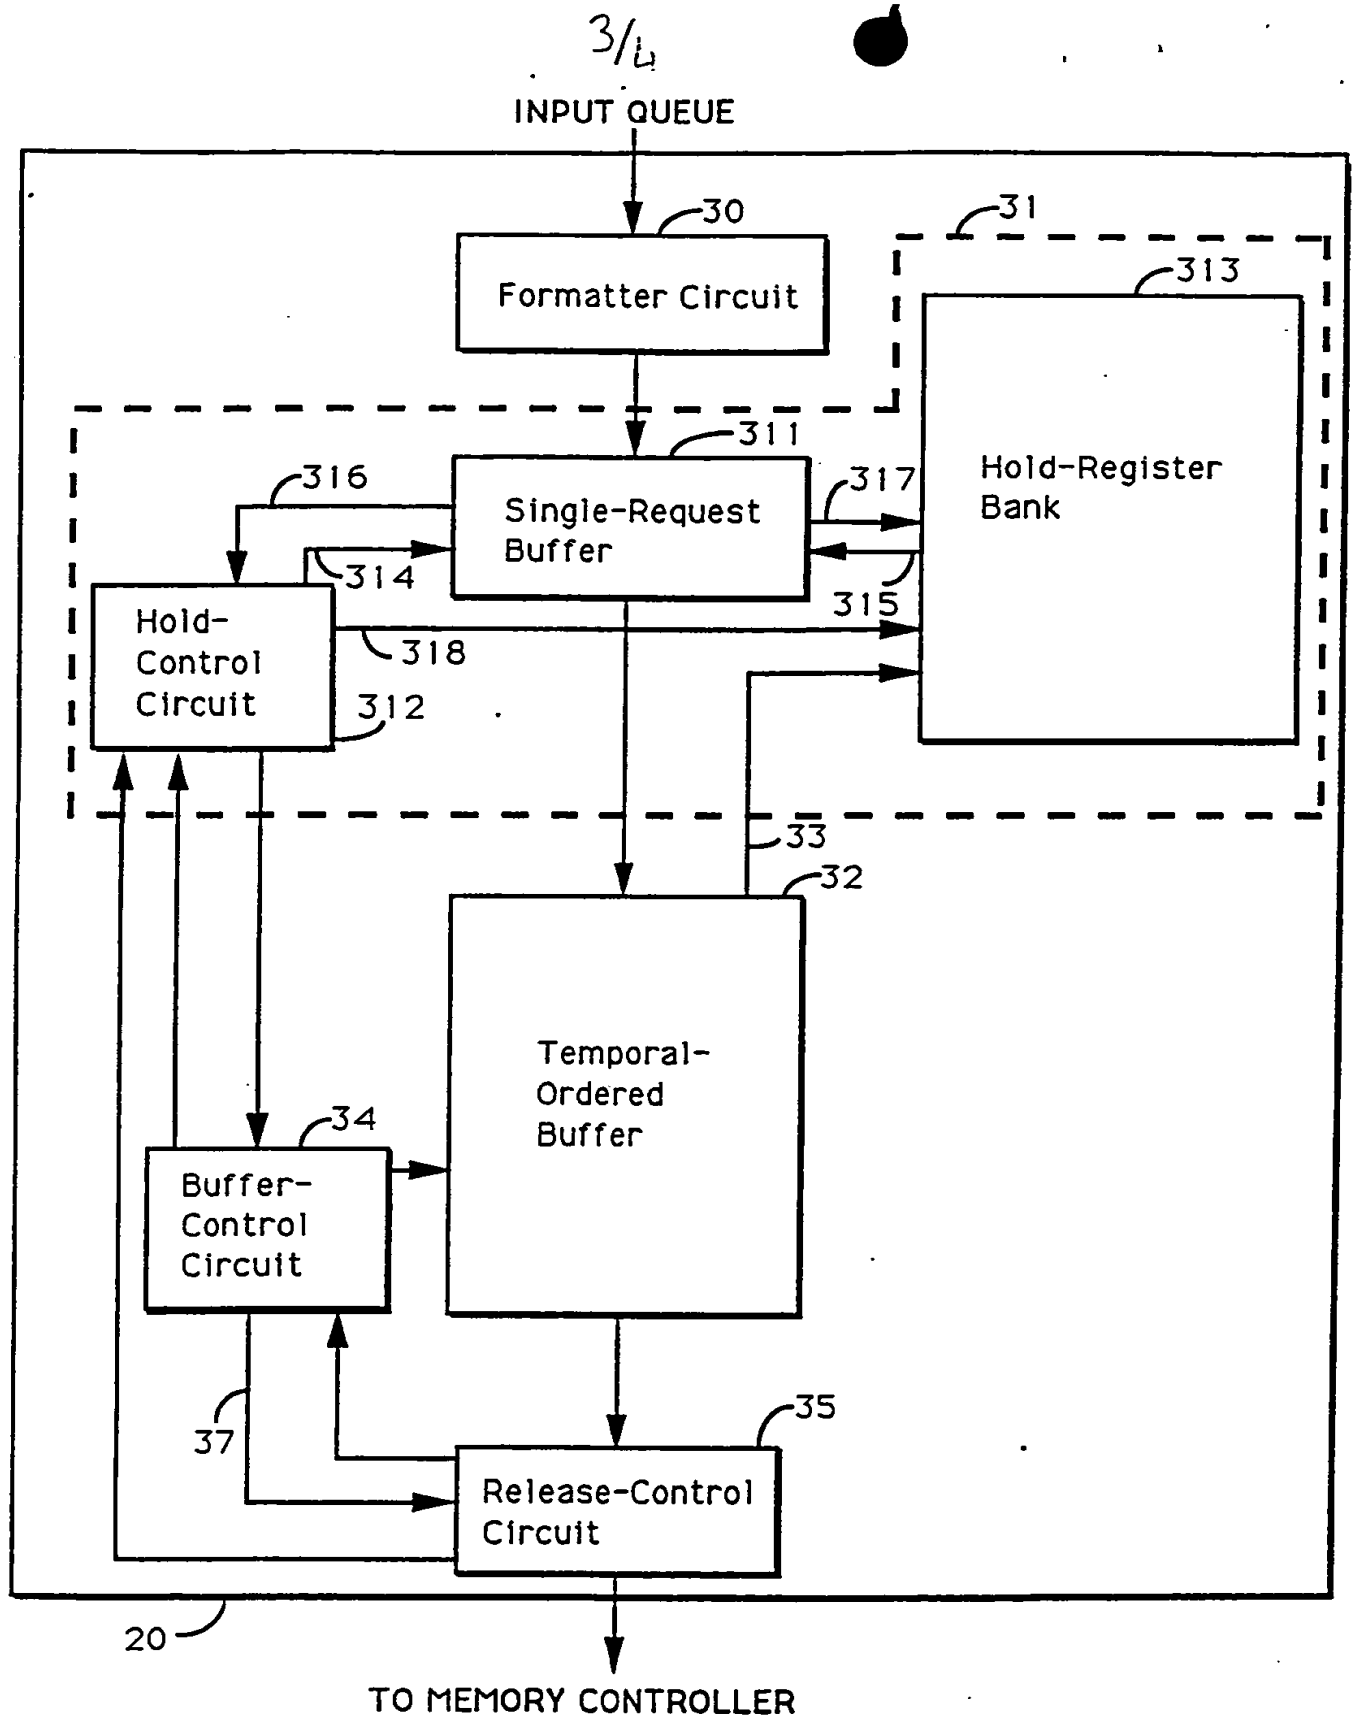 3/4
INPUT QUEUE
30
31
Formatter Circuit
313
311
316
317
Single-Request
Buffer
Hold-Register
Bank
314
315
Hold-
Control
Circuit
318
312
33
32
Temporal-
Ordered
Buffer
34
Buffer-
Control
Circuit
37
35
Release-Control
Circuit
20
TO MEMORY CONTROLLER